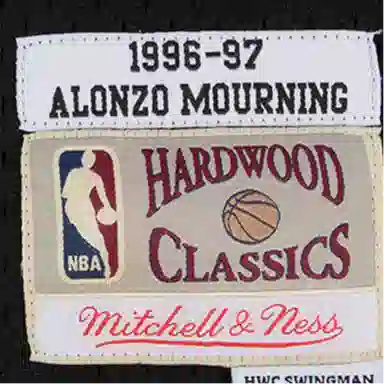 1996-97
ALONZO MOURNING
HARDWOOD
NBA
CLASSICS
Mitchell & Ness
HWC SWINGMAN